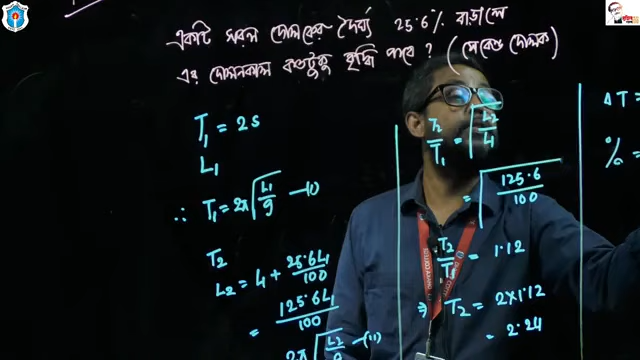 একটি সরল দোলকের দৈর্ঘ্য 25.6% বাড়ালে
এর দোলনকাল কতটুকু বৃদ্ধি পাবে ? (সেকেণ্ড দোলক)
T₁ = 2s
L₁
∴ T₁ = 2π√(L₁/g) —(i)
T₂
L₂ = L₁ + 25.6L₁/100
= 125.6L₁/100
2π√(L₂/g) —(ii)
T₂/T₁ = √(L₂/L₁)
= √(125.6/100)
T₂/T₁ = 1.12
⇒ T₂ = 2×1.12
= 2.24
ΔT =
% =